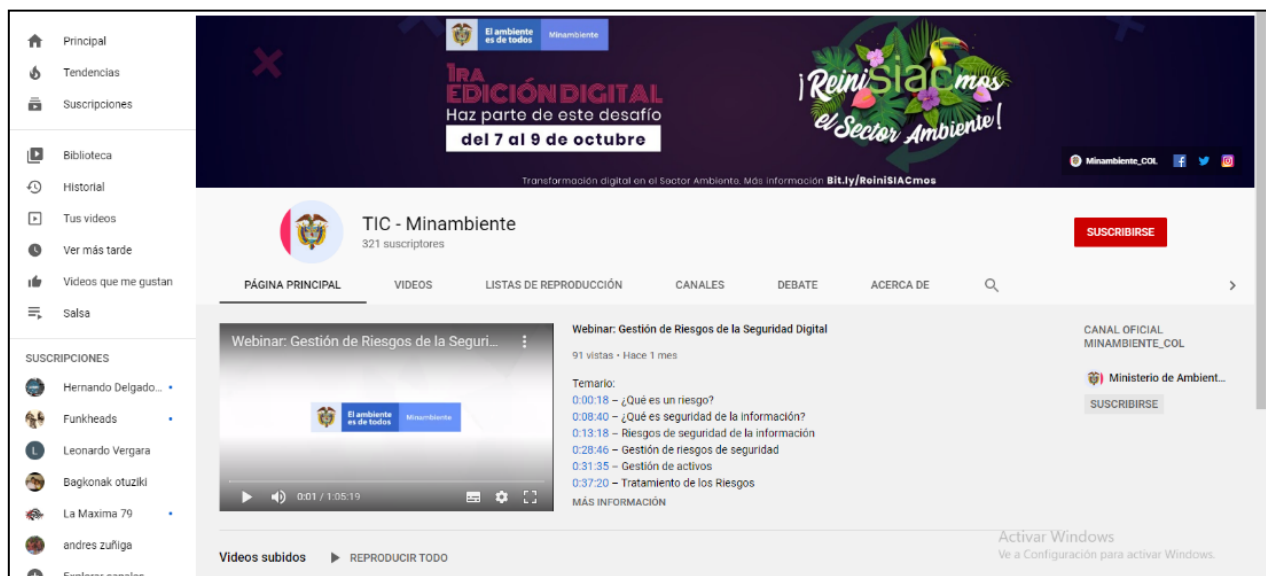 Principal
Tendencias
Suscripciones
Biblioteca
Historial
Tus videos
Ver más tarde
Videos que me gustan
Salsa
SUSCRIPCIONES
Hernando Delgado...
Funkheads
L Leonardo Vergara
Bagkonak otuziki
La Maxima 79
andres zuñiga
Explorar canales
El ambiente es de todos Minambiente
1RA
EDICIÓN DIGITAL
Haz parte de este desafío
del 7 al 9 de octubre
¡Reinisiacmos
el Sector Ambiente!
Minambiente_COL
Transformación digital en el Sector Ambiente. Más información Bit.ly/ReiniSIACmos
TIC - Minambiente
321 suscriptores
SUSCRIBIRSE
PÁGINA PRINCIPAL VIDEOS LISTAS DE REPRODUCCIÓN CANALES DEBATE ACERCA DE
Webinar: Gestión de Riesgos de la Seguri...
El ambiente es de todos Minambiente
0:01 / 1:05:19
Webinar: Gestión de Riesgos de la Seguridad Digital
91 vistas • Hace 1 mes
Temario:
0:00:18 – ¿Qué es un riesgo?
0:08:40 – ¿Qué es seguridad de la información?
0:13:18 – Riesgos de seguridad de la información
0:28:46 – Gestión de riesgos de seguridad
0:31:35 – Gestión de activos
0:37:20 – Tratamiento de los Riesgos
MÁS INFORMACIÓN
CANAL OFICIAL
MINAMBIENTE_COL
Ministerio de Ambient...
SUSCRIBIRSE
Videos subidos REPRODUCIR TODO
Activar Windows
Ve a Configuración para activar Windows.